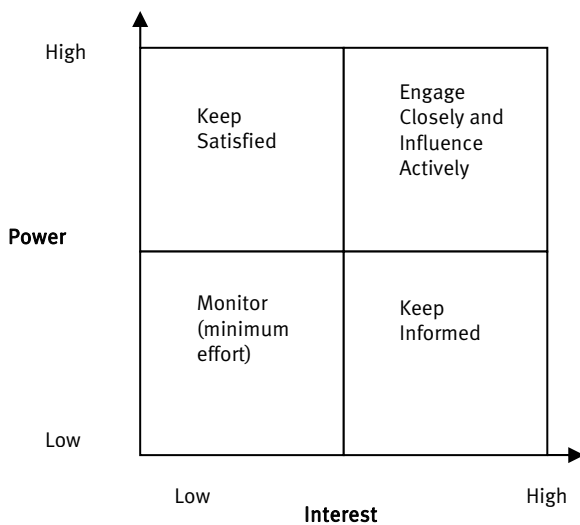 High
Keep
Satisfied
Engage
Closely and
Influence
Actively
Power
Monitor
(minimum
effort)
Keep
Informed
Low
Low
High
Interest